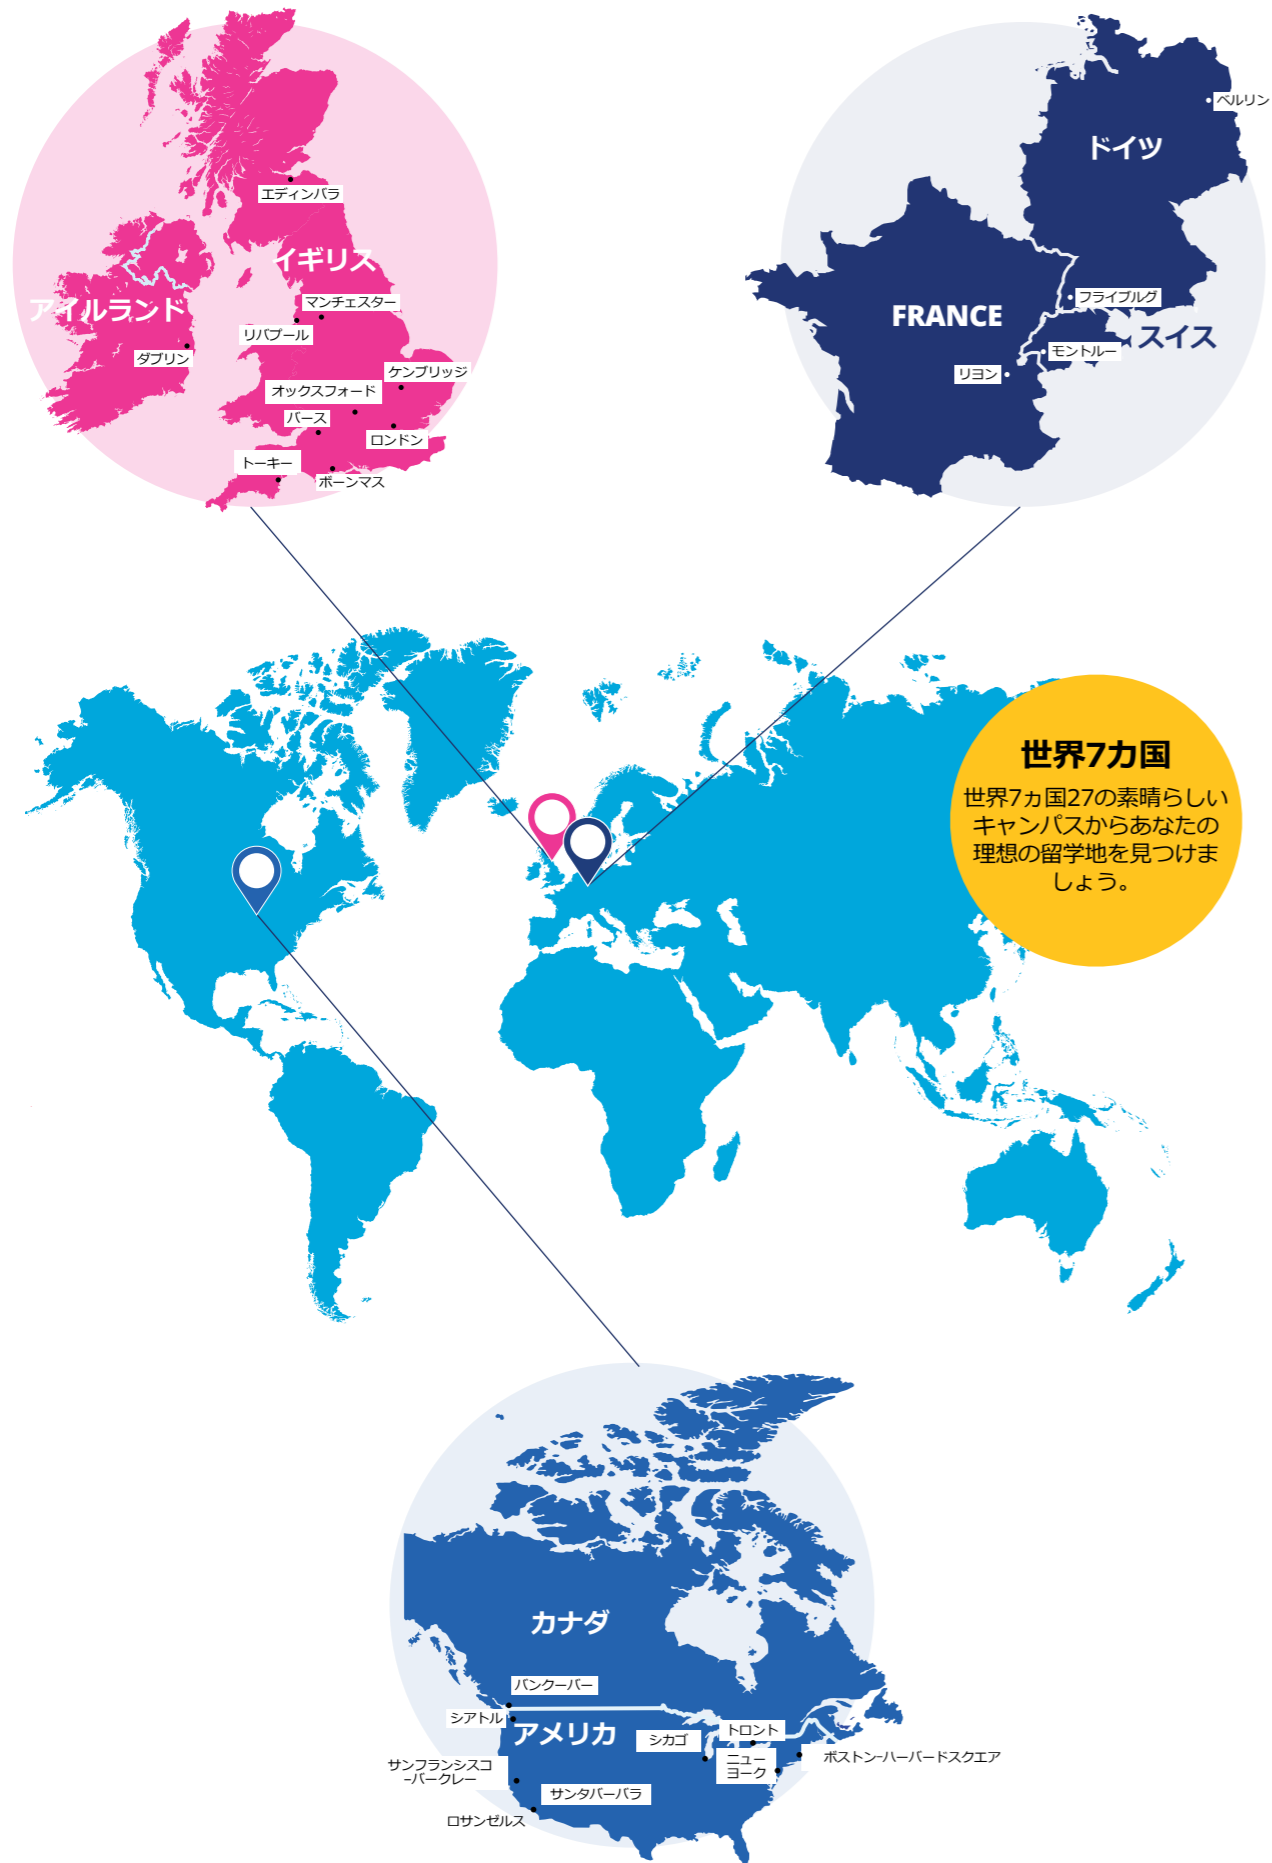 エディンバラ
イギリス
アイルランド
マンチェスター
リバプール
ダブリン
ケンブリッジ
オックスフォード
バース
ロンドン
トーキー
ボーンマス
ベルリン
ドイツ
フライブルグ
FRANCE
スイス
モントルー
リヨン
世界7カ国
世界7ヵ国27の素晴らしい
キャンパスからあなたの
理想の留学地を見つけま
しょう。
カナダ
バンクーバー
シアトル
アメリカ
シカゴ
トロント
ニュー
ヨーク
ボストン-ハーバードスクエア
サンフランシスコ
-バークレー
サンタバーバラ
ロサンゼルス